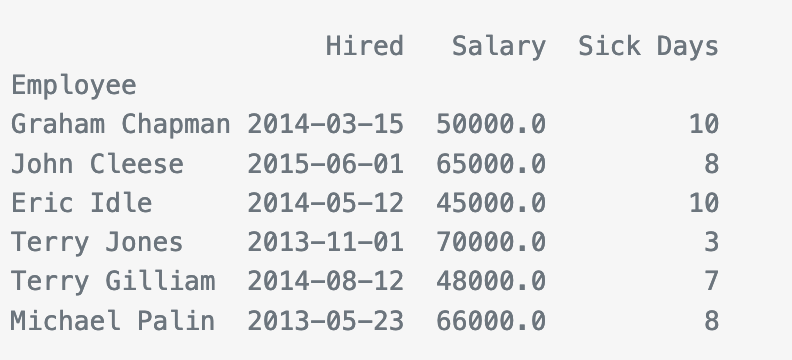 Hired Salary Sick Days
Employee
Graham Chapman 2014-03-15 50000.0 10
John Cleese 2015-06-01 65000.0 8
Eric Idle 2014-05-12 45000.0 10
Terry Jones 2013-11-01 70000.0 3
Terry Gilliam 2014-08-12 48000.0 7
Michael Palin 2013-05-23 66000.0 8